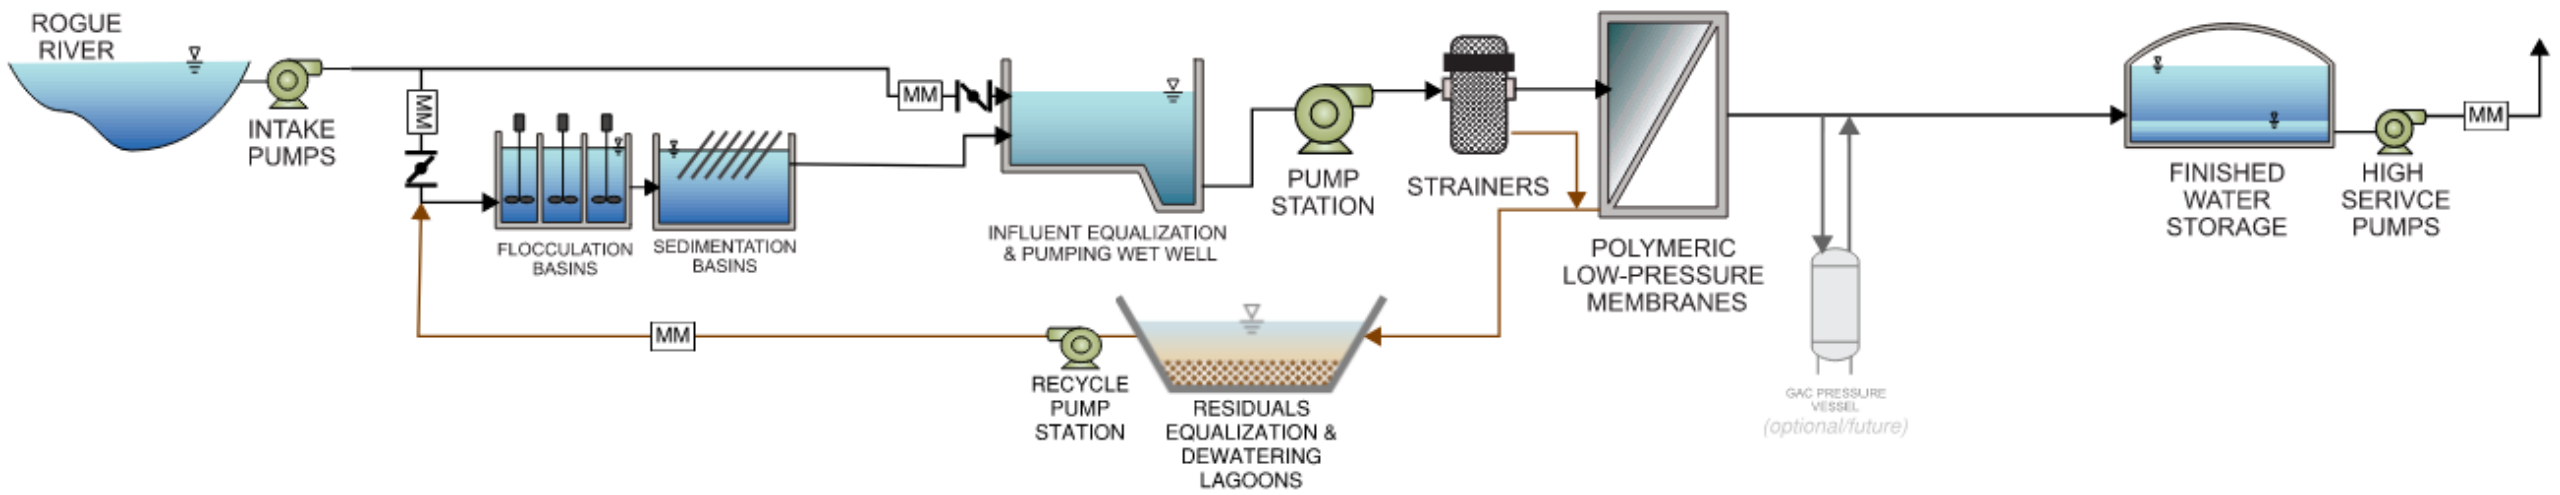 ROGUE
RIVER
INTAKE
PUMPS
MM
MM
FLOCCULATION
BASINS
SEDIMENTATION
BASINS
INFLUENT EQUALIZATION
& PUMPING WET WELL
PUMP
STATION
STRAINERS
POLYMERIC
LOW-PRESSURE
MEMBRANES
FINISHED
WATER
STORAGE
HIGH
SERIVCE
PUMPS
MM
MM
RECYCLE
PUMP
STATION
RESIDUALS
EQUALIZATION &
DEWATERING
LAGOONS
GAC PRESSURE
VESSEL
(optional/future)